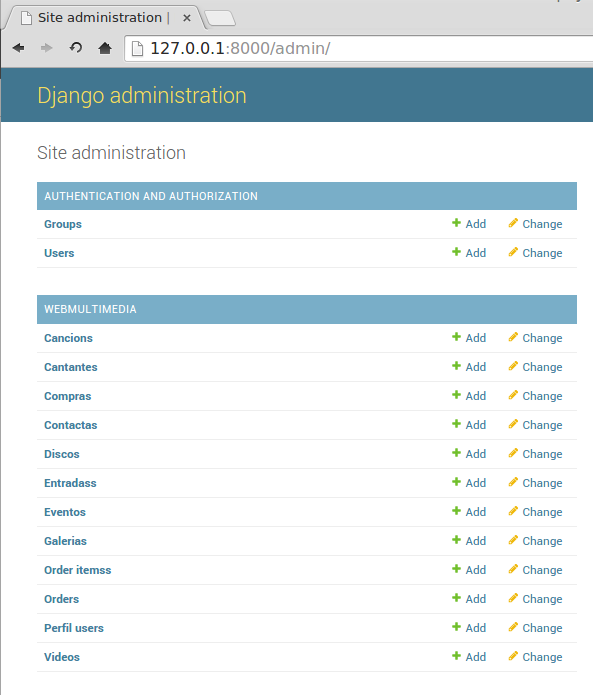 Site administration |
127.0.0.1:8000/admin/
Django administration
Site administration
AUTHENTICATION AND AUTHORIZATION
Groups Add Change
Users Add Change
WEBMULTIMEDIA
Cancions Add Change
Cantantes Add Change
Compras Add Change
Contactas Add Change
Discos Add Change
Entradass Add Change
Eventos Add Change
Galerias Add Change
Order itemss Add Change
Orders Add Change
Perfil users Add Change
Videos Add Change